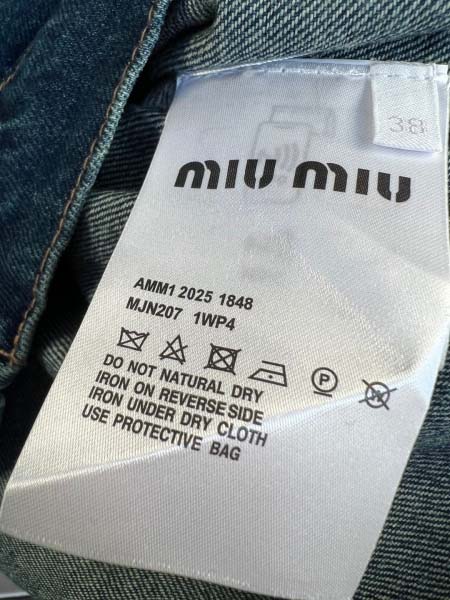 38
MIU MIU
AMM1 2025 1848
MJN207 1WP4
P
DO NOT NATURAL DRY
IRON ON REVERSE SIDE
IRON UNDER DRY CLOTH
USE PROTECTIVE BAG